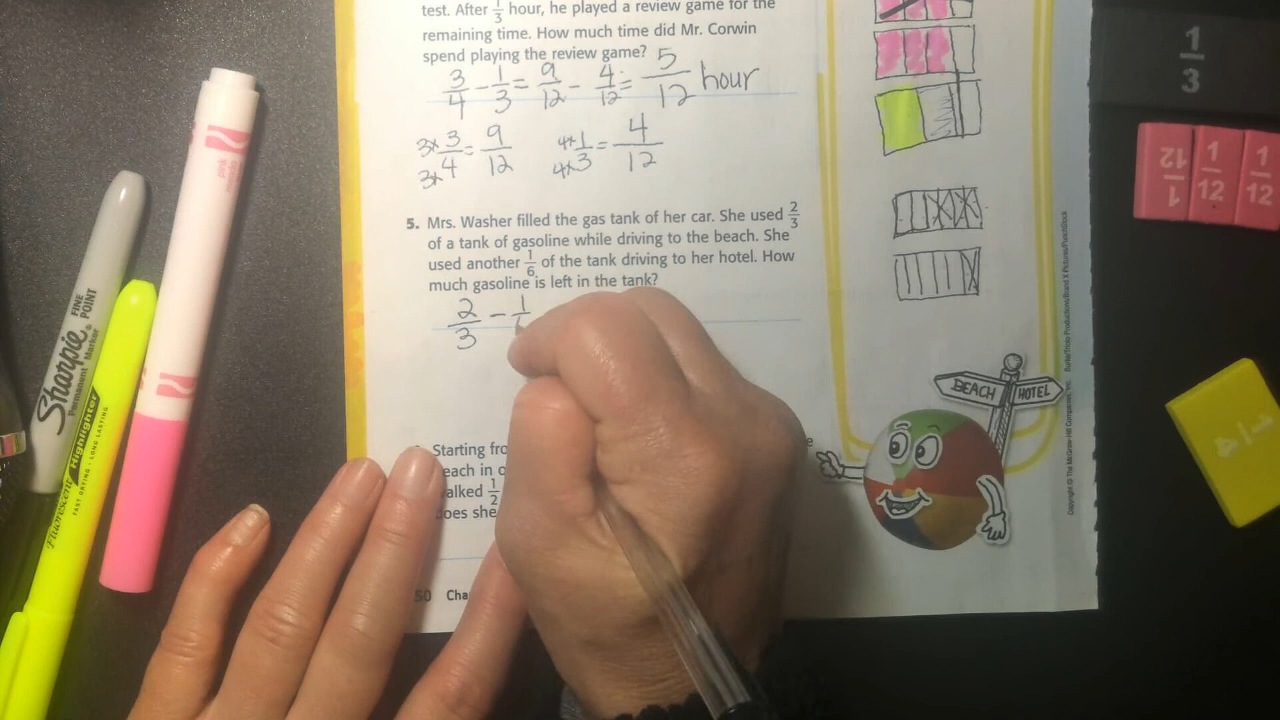 test. After 1/3 hour, he played a review game for the
remaining time. How much time did Mr. Corwin
spend playing the review game?
3/4 - 1/3 = 9/12 - 4/12 = 5/12 hour
3× 3/3× 4 = 9/12 4× 1/4× 3 = 4/12
5. Mrs. Washer filled the gas tank of her car. She used 2/3
of a tank of gasoline while driving to the beach. She
used another 1/6 of the tank driving to her hotel. How
much gasoline is left in the tank?
2/3 - 1/
Starting
each in
walked 1/2
does she
50
BEACH
HOTEL
1/3
1/12
1/12
1/12
1/4
Sharpie
FINE POINT
Permanent Marker
Fluorescent Highlighter
FAST DRYING - LONG LASTING